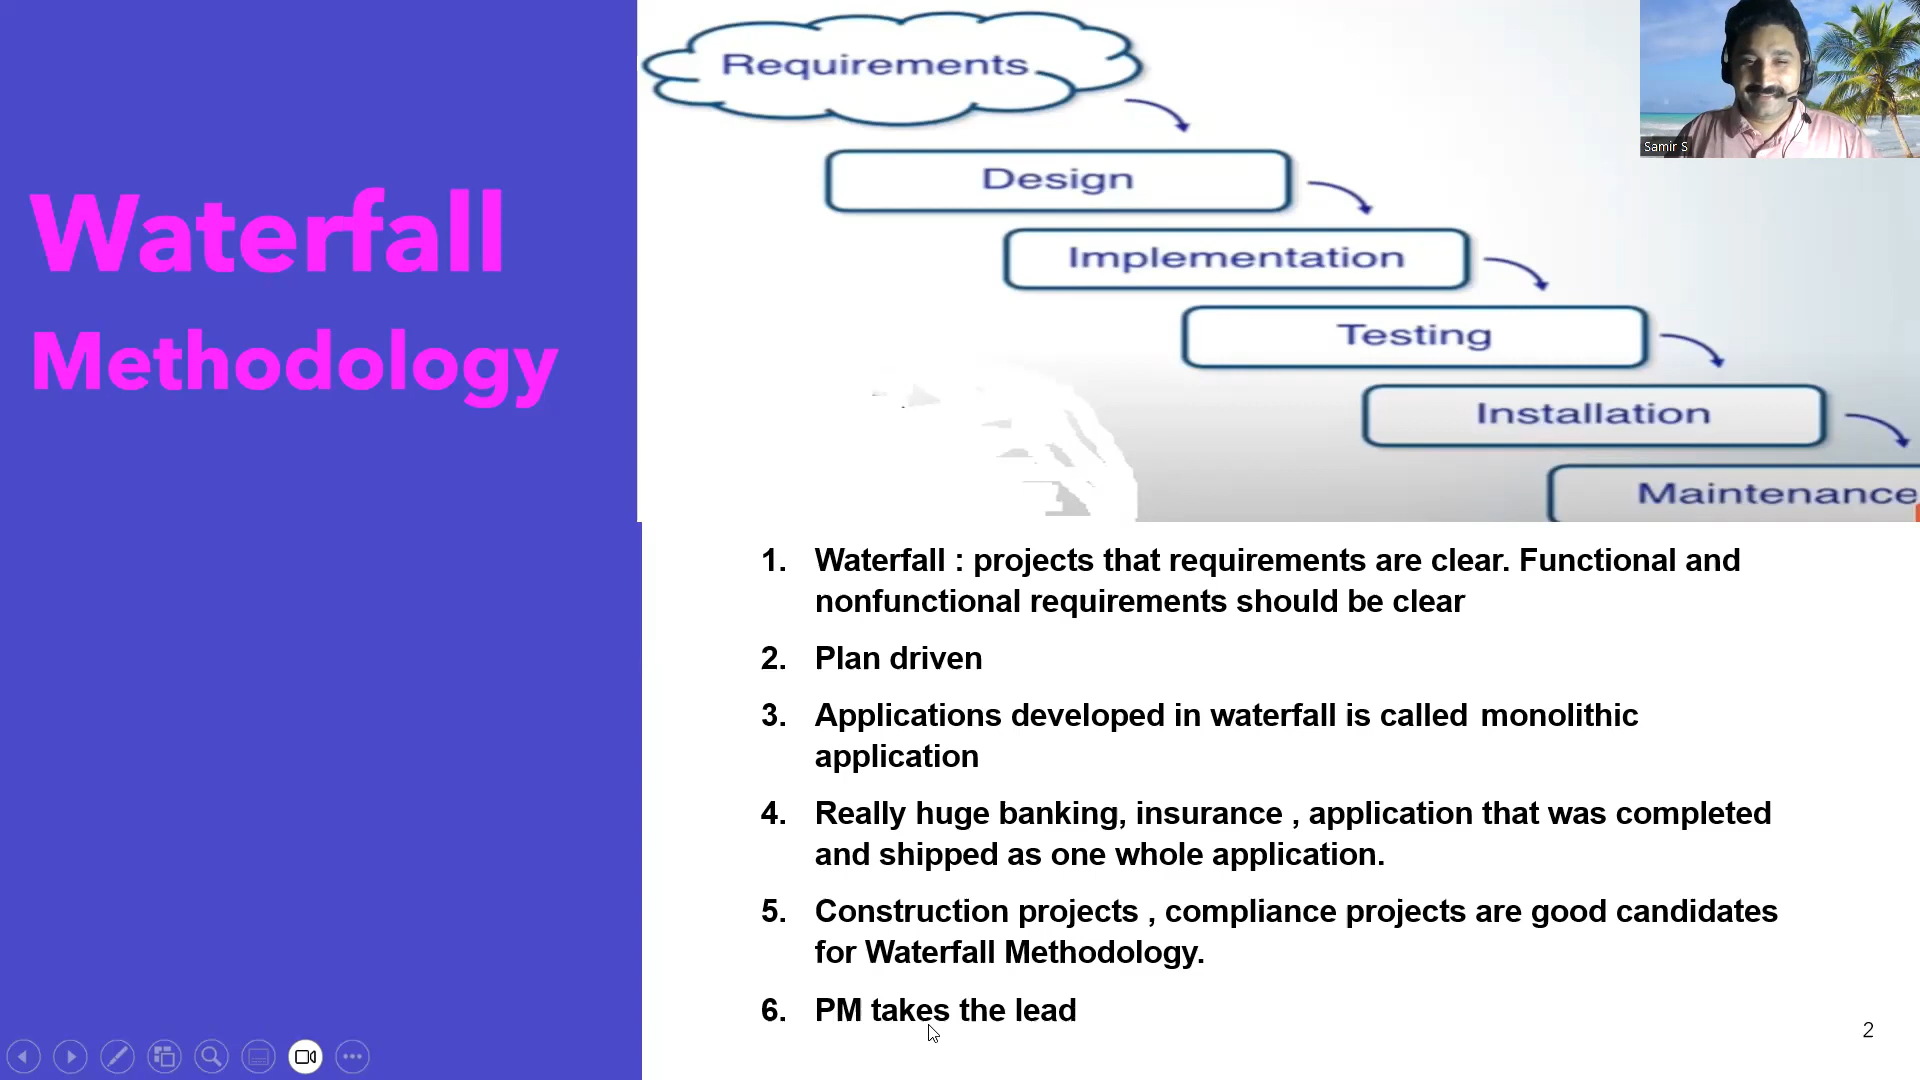 Waterfall
Methodology
Requirements
Design
Implementation
Testing
Installation
Maintenance
Samir S
1. Waterfall : projects that requirements are clear. Functional and
nonfunctional requirements should be clear
2. Plan driven
3. Applications developed in waterfall is called monolithic
application
4. Really huge banking, insurance , application that was completed
and shipped as one whole application.
5. Construction projects , compliance projects are good candidates
for Waterfall Methodology.
6. PM takes the lead
2